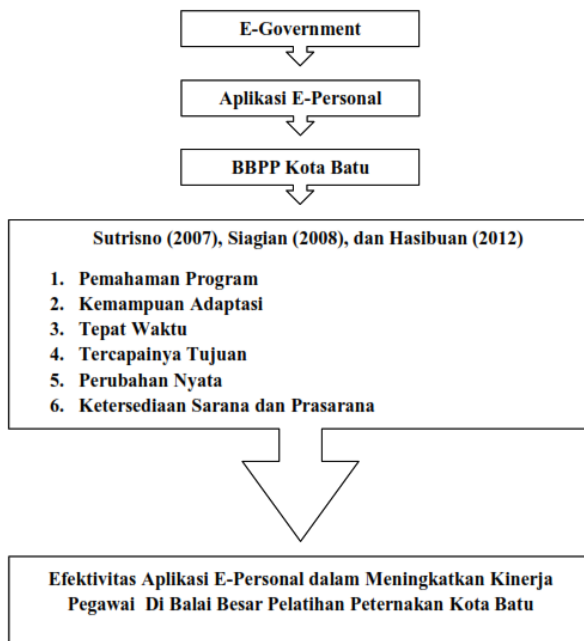 E-Government
Aplikasi E-Personal
BBPP Kota Batu
Sutrisno (2007), Siagian (2008), dan Hasibuan (2012)
1. Pemahaman Program
2. Kemampuan Adaptasi
3. Tepat Waktu
4. Tercapainya Tujuan
5. Perubahan Nyata
6. Ketersediaan Sarana dan Prasarana
Efektivitas Aplikasi E-Personal dalam Meningkatkan Kinerja
Pegawai Di Balai Besar Pelatihan Peternakan Kota Batu